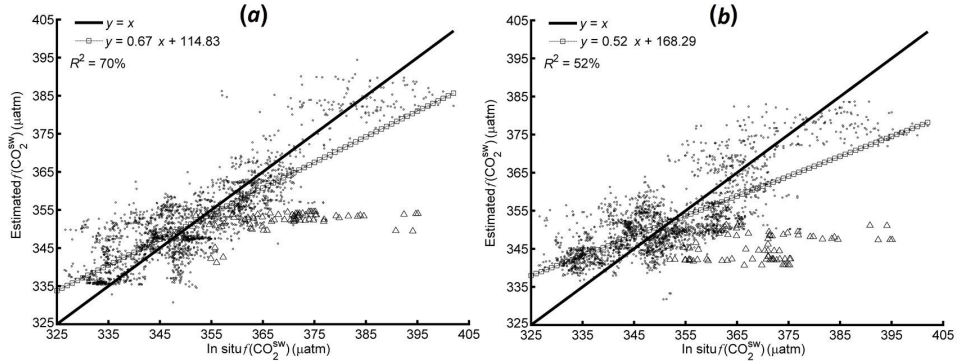 (a)
y = x
y = 0.67 x + 114.83
R² = 70%
405
395
385
375
365
355
345
335
325
325 335 345 355 365 375 385 395 405
Estimated f(CO₂ˢʷ) (µatm)
In situ f(CO₂ˢʷ) (µatm)
(b)
y = x
y = 0.52 x + 168.29
R² = 52%
405
395
385
375
365
355
345
335
325
325 335 345 355 365 375 385 395 405
Estimated f(CO₂ˢʷ) (µatm)
In situ f(CO₂ˢʷ) (µatm)